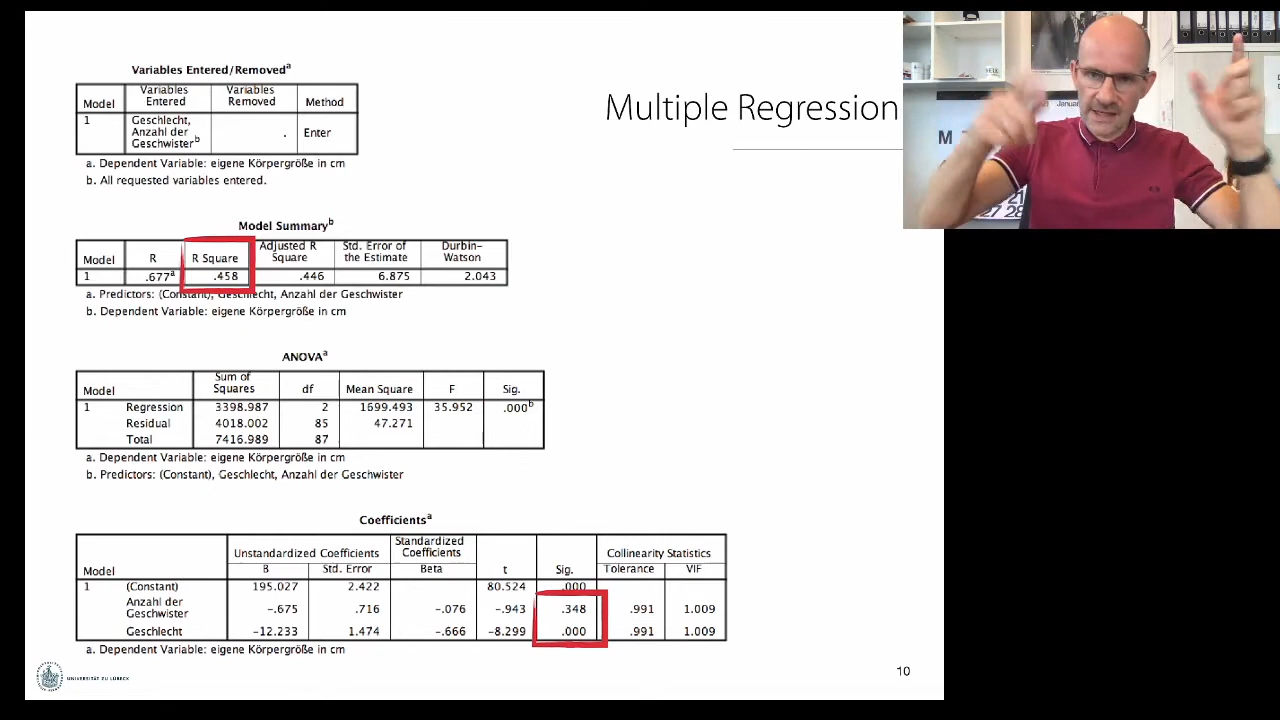 Multiple Regression
Variables Entered/Removedᵃ
Model Variables Entered Variables Removed Method
1 Geschlecht, Anzahl der Geschwisterᵇ . Enter
a. Dependent Variable: eigene Körpergröße in cm
b. All requested variables entered.
Model Summaryᵇ
Model R R Square Adjusted R Square Std. Error of the Estimate Durbin-Watson
1 .677ᵃ .458 .446 6.875 2.043
a. Predictors: (Constant), Geschlecht, Anzahl der Geschwister
b. Dependent Variable: eigene Körpergröße in cm
ANOVAᵃ
Model Sum of Squares df Mean Square F Sig.
1 Regression 3398.987 2 1699.493 35.952 .000ᵇ
Residual 4018.002 85 47.271
Total 7416.989 87
a. Dependent Variable: eigene Körpergröße in cm
b. Predictors: (Constant), Geschlecht, Anzahl der Geschwister
Coefficientsᵃ
Unstandardized Coefficients Standardized Coefficients Collinearity Statistics
Model B Std. Error Beta t Sig. Tolerance VIF
1 (Constant) 195.027 2.422 80.524 .000
Anzahl der Geschwister -.675 .716 -.076 -.943 .348 .991 1.009
Geschlecht -12.233 1.474 -.666 -8.299 .000 .991 1.009
a. Dependent Variable: eigene Körpergröße in cm
UNIVERSITÄT ZU LÜBECK
10
Janua
M
21
27 28